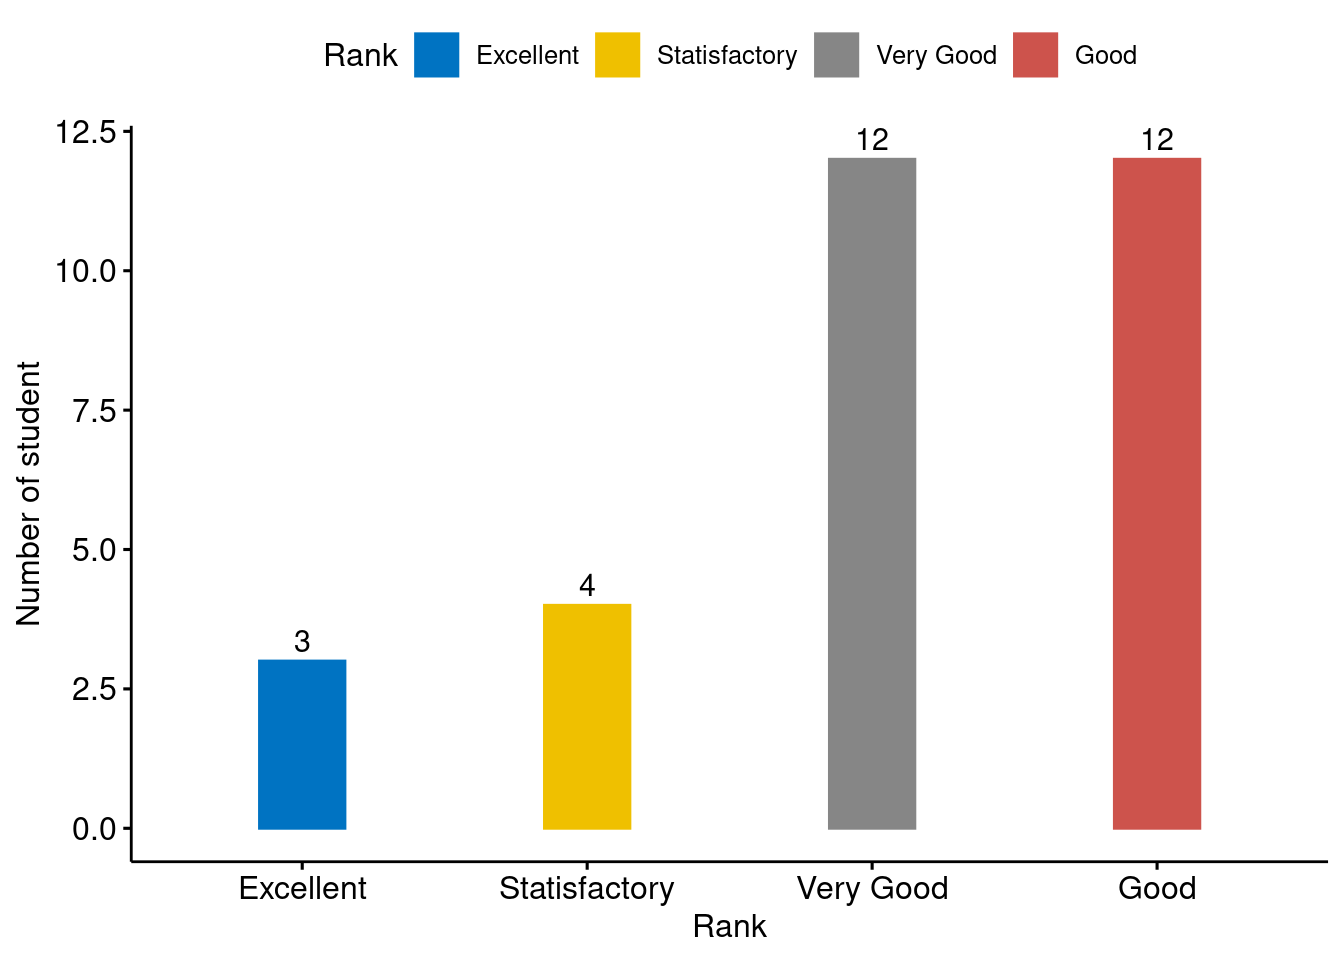 Rank Excellent Statisfactory Very Good Good
12.5
10.0
7.5
5.0
2.5
0.0
Number of student
3
4
12
12
Excellent Statisfactory Very Good Good
Rank